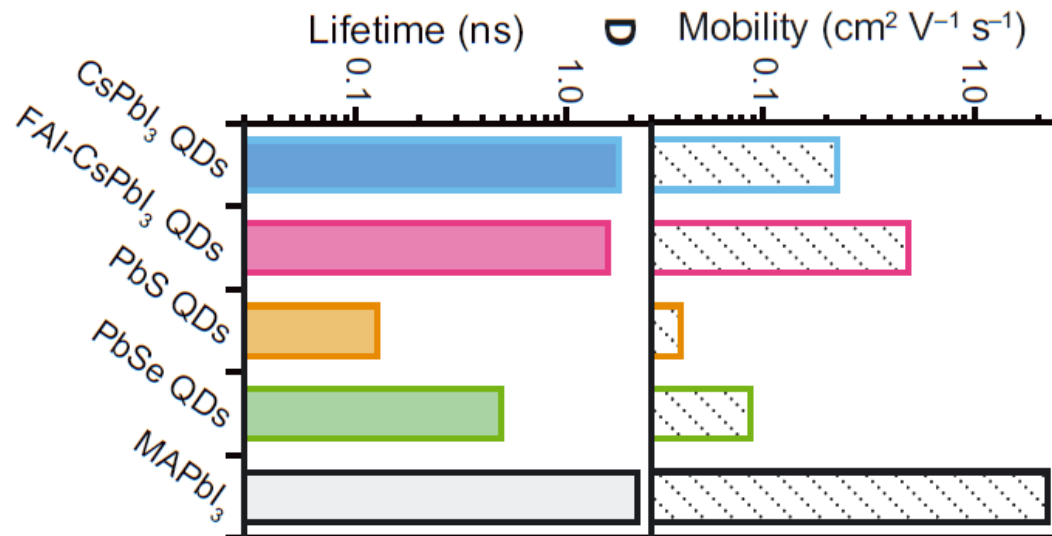 Lifetime (ns)
D
Mobility (cm² V⁻¹ s⁻¹)
0.1
1.0
0.1
1.0
CsPbI₃ QDs
FAI-CsPbI₃ QDs
PbS QDs
PbSe QDs
MAPbI₃